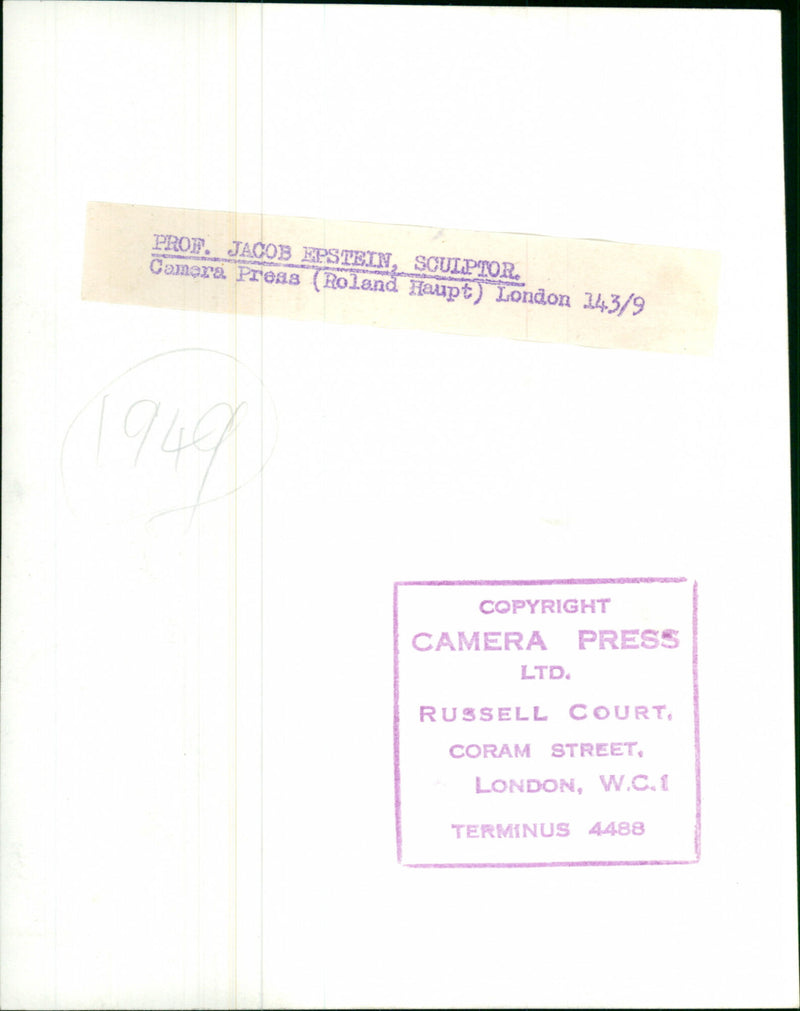 PROF. JACOB EPSTEIN, SCULPTOR.
Camera Press (Roland Haupt) London 143/9
1949
COPYRIGHT
CAMERA PRESS
LTD.
RUSSELL COURT,
CORAM STREET,
LONDON, W.C.1
TERMINUS 4488